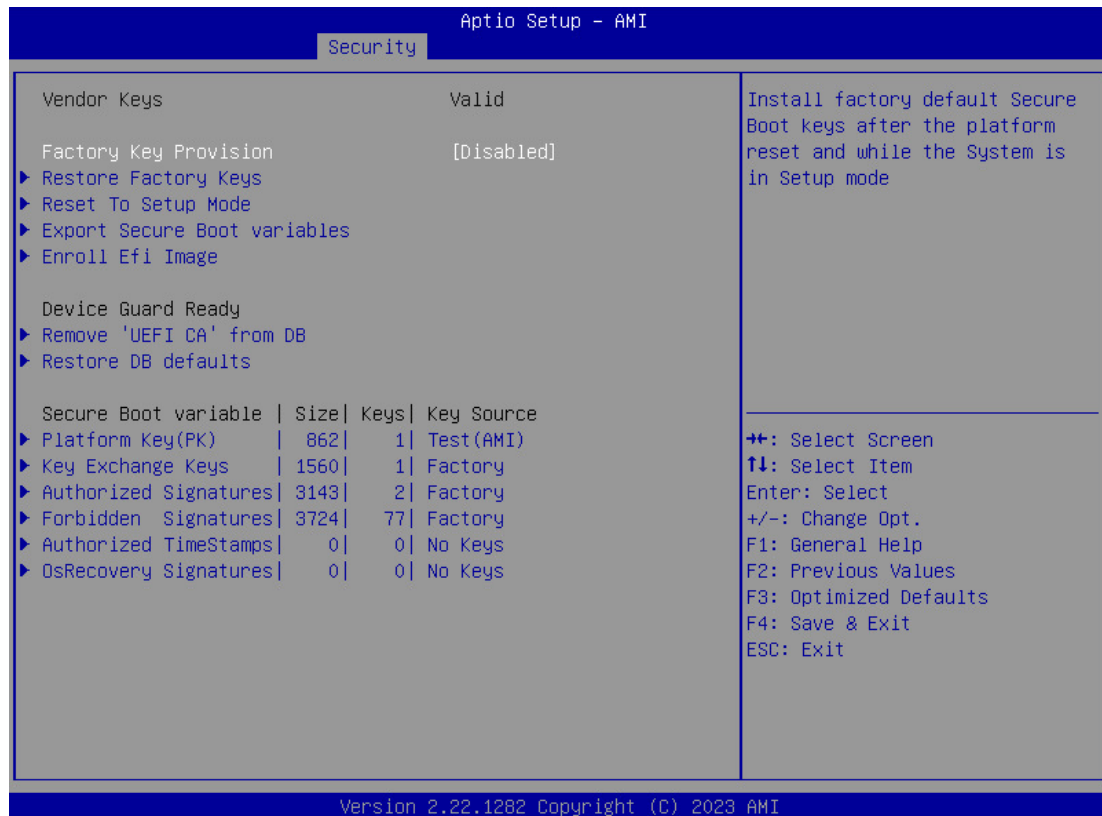 Aptio Setup – AMI
Security
Vendor Keys Valid
Factory Key Provision [Disabled]
▶ Restore Factory Keys
▶ Reset To Setup Mode
▶ Export Secure Boot variables
▶ Enroll Efi Image
Device Guard Ready
▶ Remove 'UEFI CA' from DB
▶ Restore DB defaults
Secure Boot variable | Size| Keys| Key Source
▶ Platform Key(PK) | 862| 1| Test(AMI)
▶ Key Exchange Keys | 1560| 1| Factory
▶ Authorized Signatures| 3143| 2| Factory
▶ Forbidden Signatures| 3724| 77| Factory
▶ Authorized TimeStamps| 0| 0| No Keys
▶ OsRecovery Signatures| 0| 0| No Keys
Install factory default Secure
Boot keys after the platform
reset and while the System is
in Setup mode
→←: Select Screen
↑↓: Select Item
Enter: Select
+/-: Change Opt.
F1: General Help
F2: Previous Values
F3: Optimized Defaults
F4: Save & Exit
ESC: Exit
Version 2.22.1282 Copyright (C) 2023 AMI